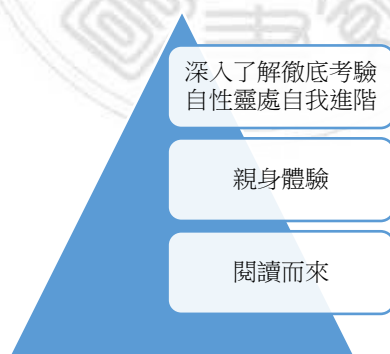 深入了解徹底考驗
自性靈處自我進階
親身體驗
閱讀而來